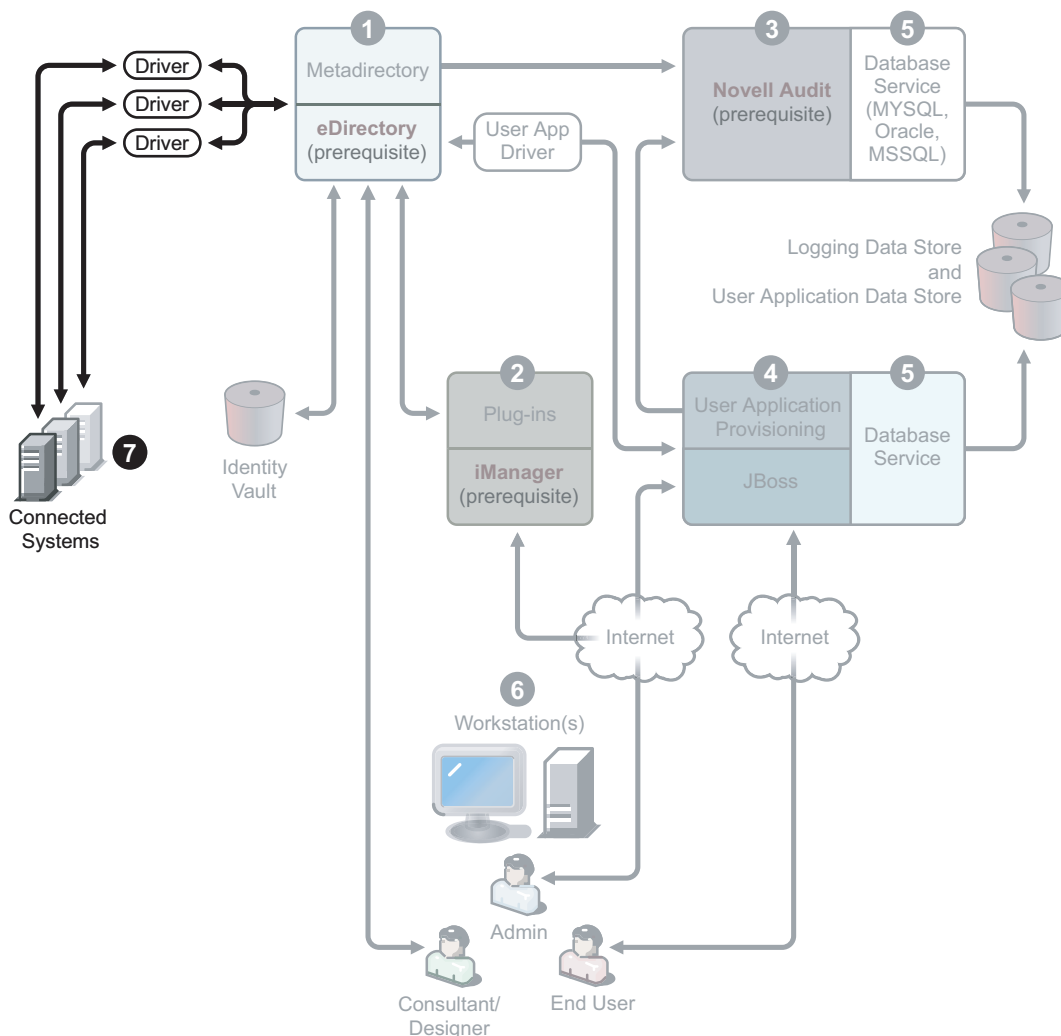 1
3
5
Driver
Driver
Driver
Metadirectory
eDirectory
(prerequisite)
User App
Driver
Novell Audit
(prerequisite)
Database
Service
(MYSQL,
Oracle,
MSSQL)
Logging Data Store
and
User Application Data Store
2
4
5
Plug-ins
iManager
(prerequisite)
User Application
Provisioning
JBoss
Database
Service
7
Connected
Systems
Identity
Vault
Internet
Internet
6
Workstation(s)
Admin
Consultant/
Designer
End User